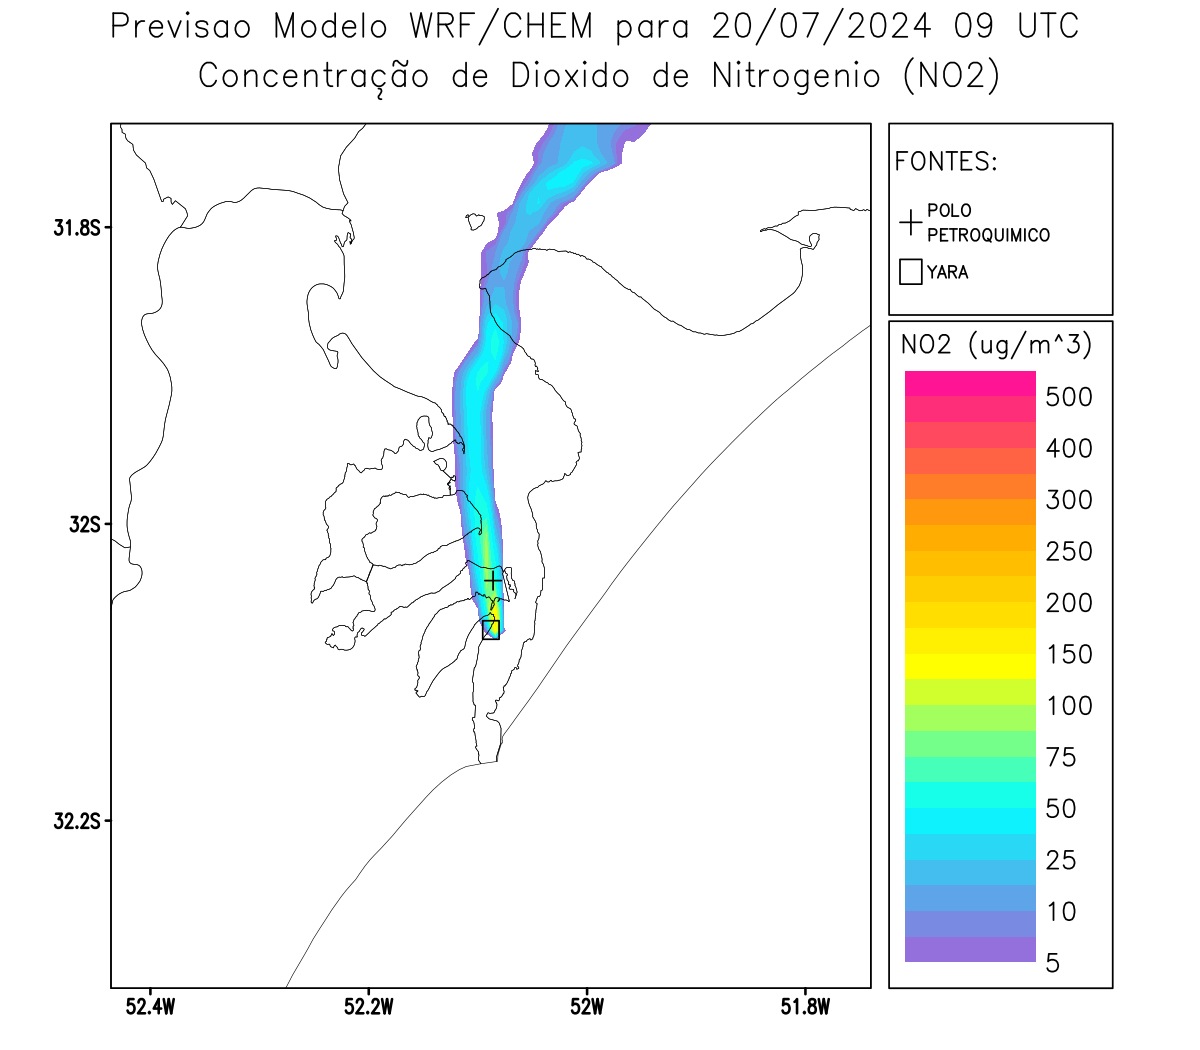 Previsao Modelo WRF/CHEM para 20/07/2024 09 UTC
Concentração de Dioxido de Nitrogenio (NO2)
FONTES:
POLO
PETROQUIMICO
YARA
NO2 (ug/m^3)
500
400
300
250
200
150
100
75
50
25
10
5
31.8S
32S
32.2S
52.4W
52.2W
52W
51.8W